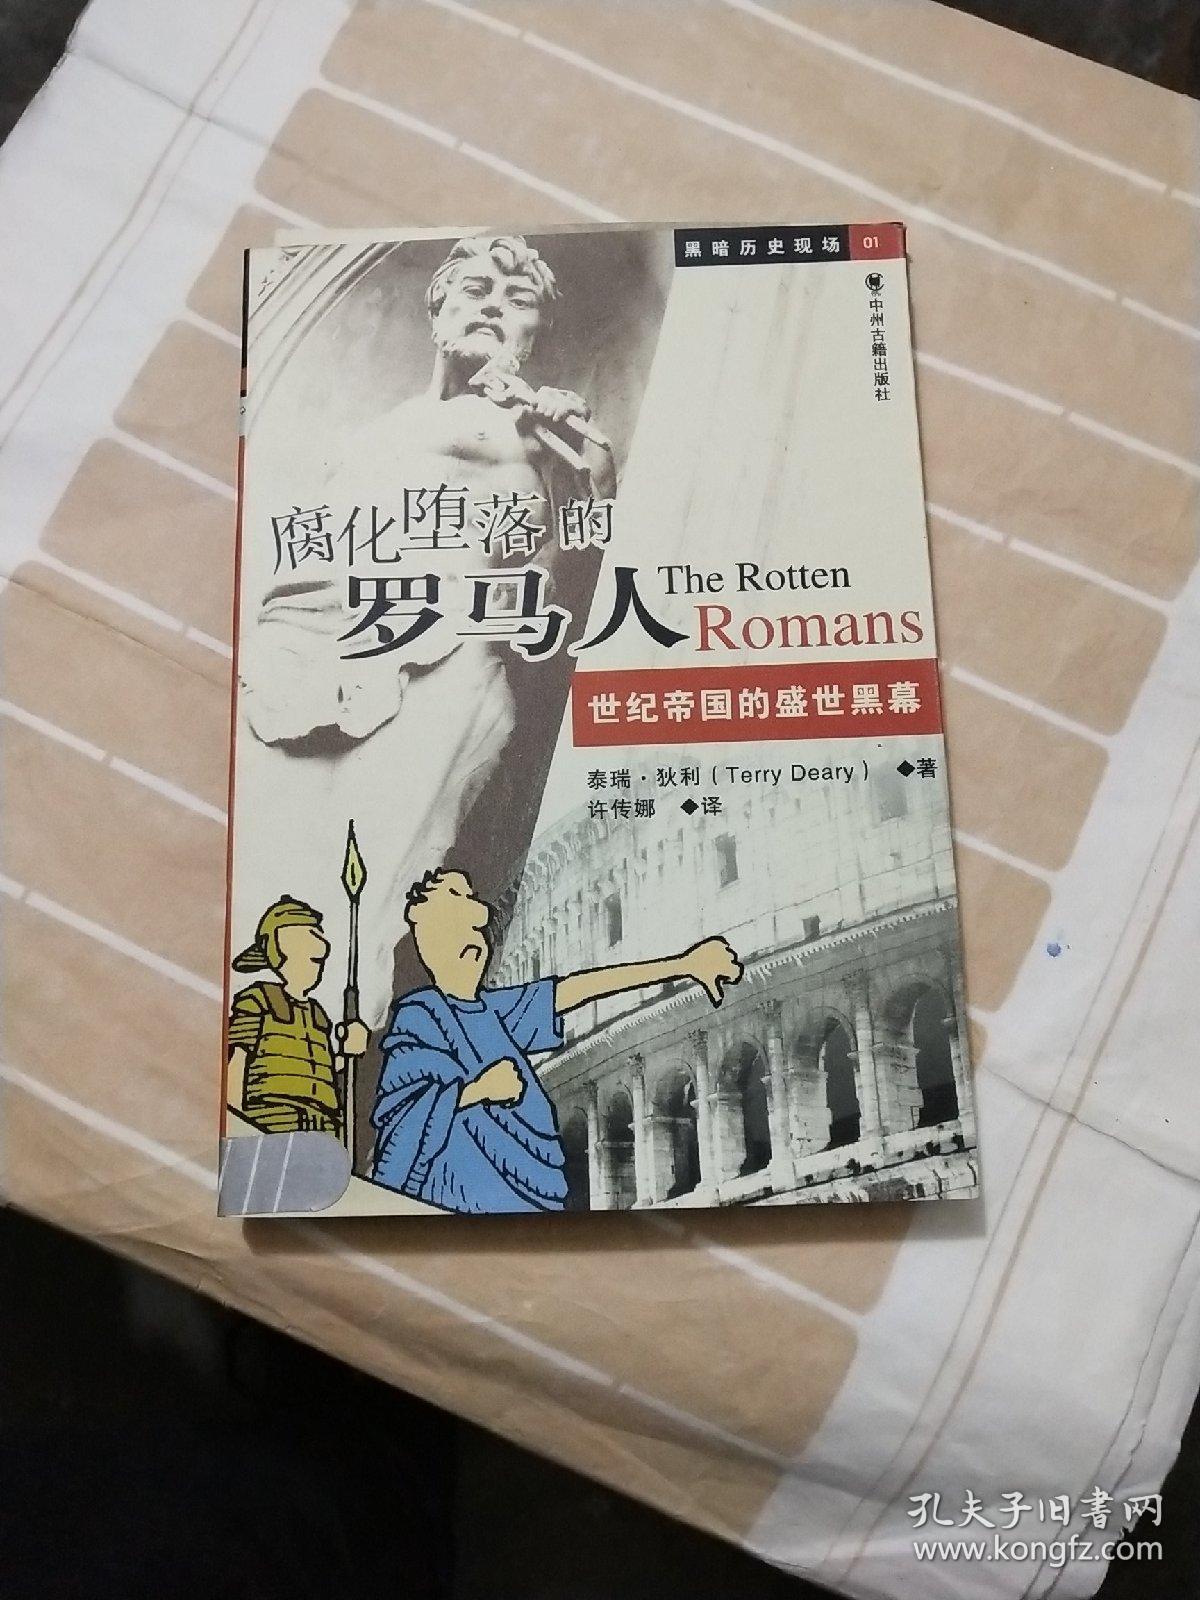 黑暗历史现场 01
中州古籍出版社
腐化堕落的
罗马人
The Rotten
Romans
世纪帝国的盛世黑幕
泰瑞·狄利(Terry Deary) ◆著
许传娜 ◆译
孔夫子旧书网
www.kongfz.com